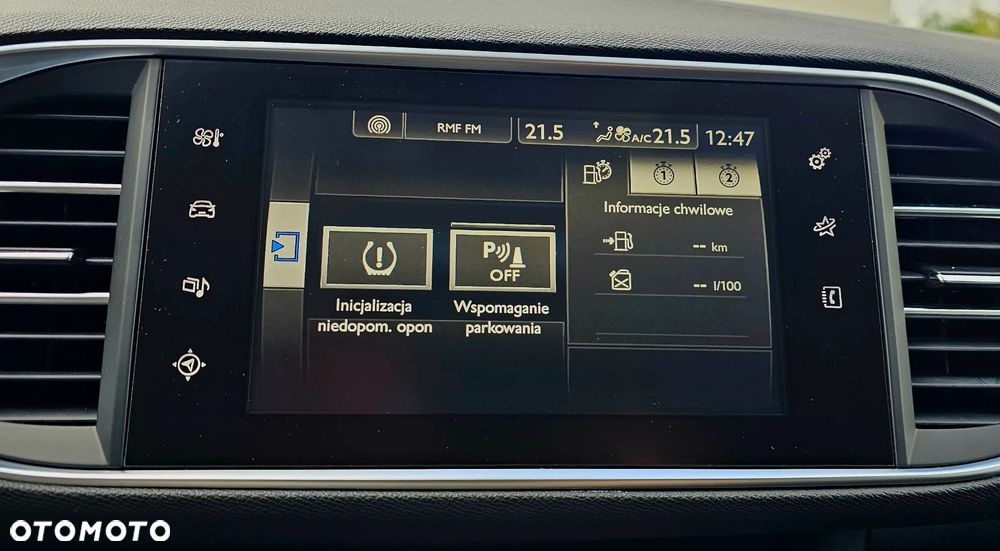 RMF FM
21.5
A/C 21.5
12:47
1
2
Informacje chwilowe
-- km
-- l/100
P
OFF
Inicjalizacja
niedopom. opon
Wspomaganie
parkowania
OTOMOTO